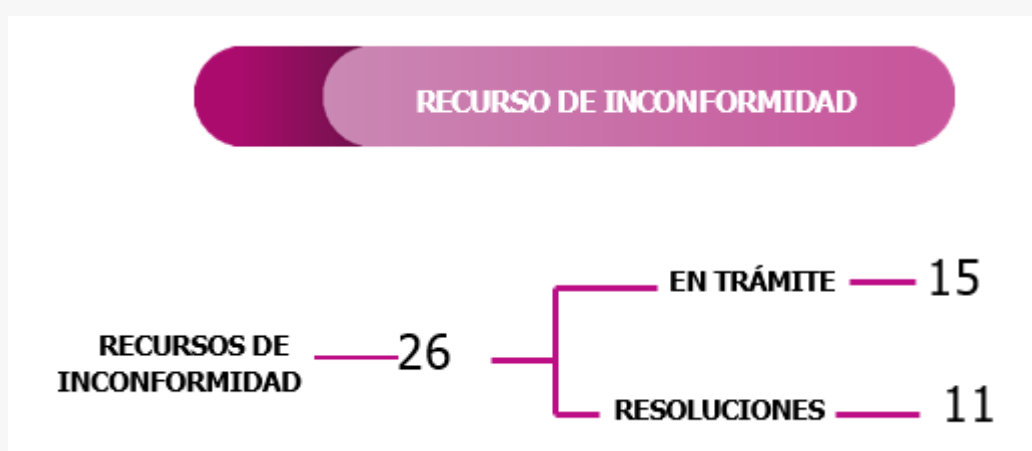 RECURSO DE INCONFORMIDAD
EN TRÁMITE 15
RECURSOS DE
INCONFORMIDAD
26
RESOLUCIONES 11